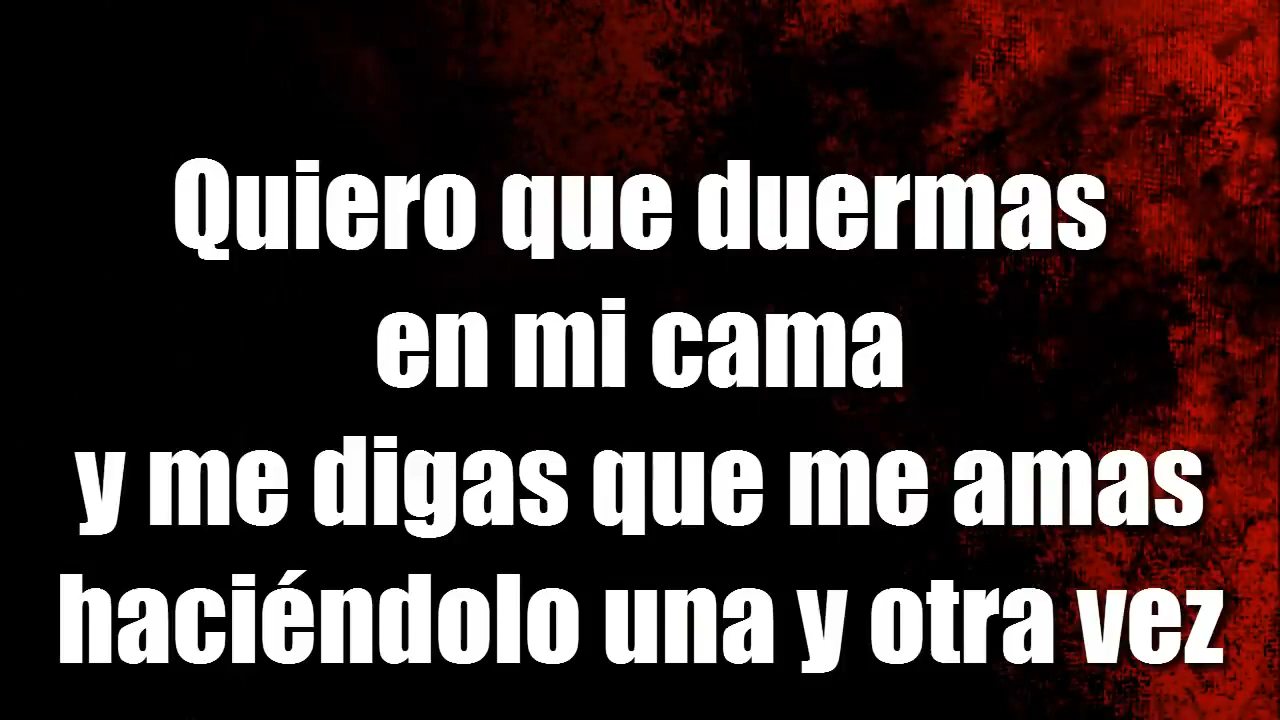 Quiero que duermas
en mi cama
y me digas que me amas
haciéndolo una y otra vez